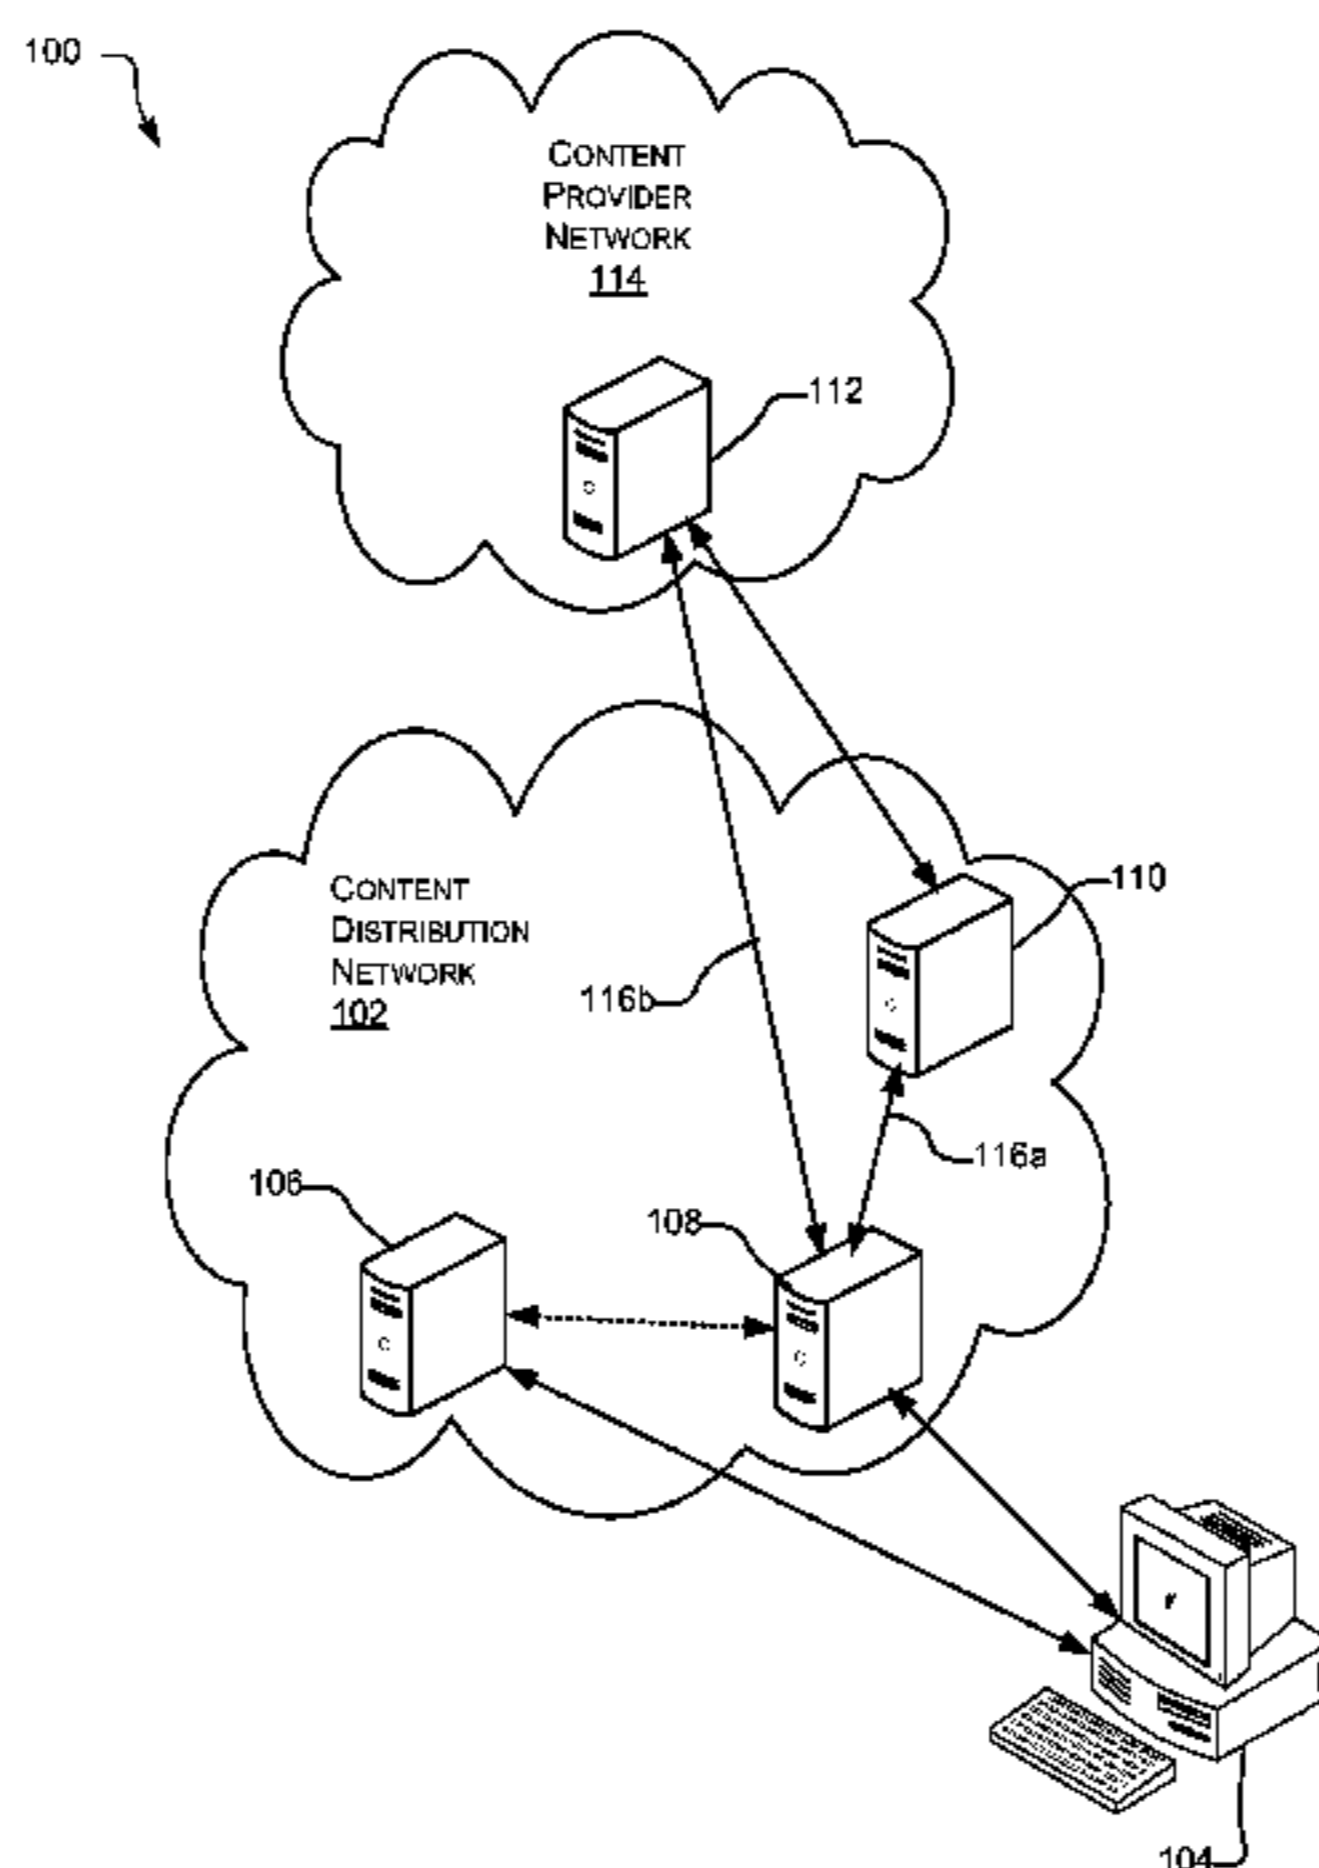 100
CONTENT
PROVIDER
NETWORK
114
112
CONTENT
DISTRIBUTION
NETWORK
102
110
116b
116a
106
108
104